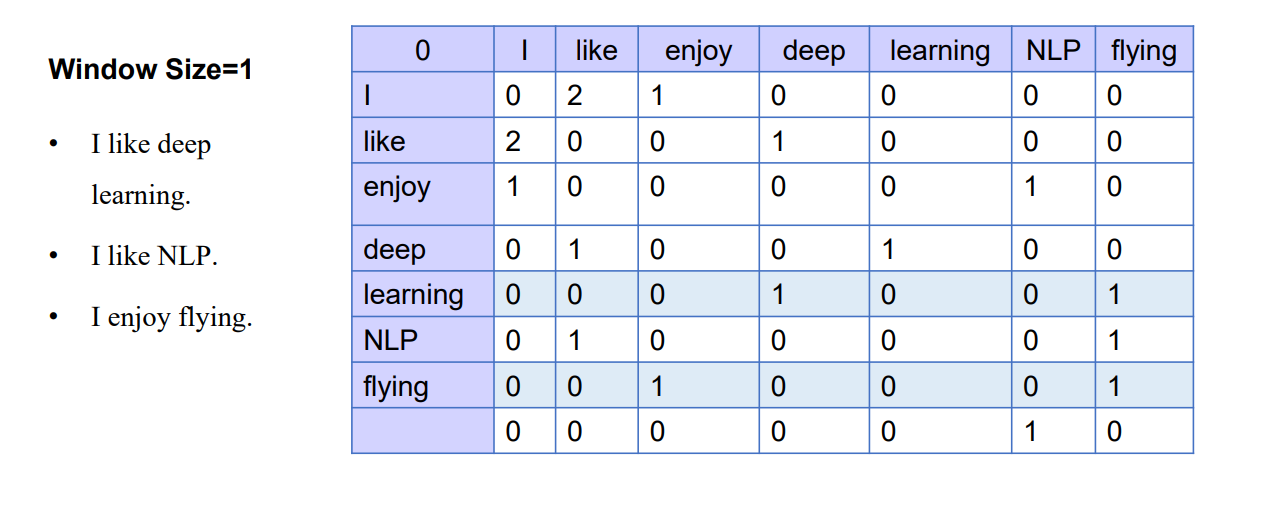 Window Size=1
• I like deep
learning.
• I like NLP.
• I enjoy flying.
0 I like enjoy deep learning NLP flying
I 0 2 1 0 0 0 0
like 2 0 0 1 0 0 0
enjoy 1 0 0 0 0 1 0
deep 0 1 0 0 1 0 0
learning 0 0 0 1 0 0 1
NLP 0 1 0 0 0 0 1
flying 0 0 1 0 0 0 1
0 0 0 0 0 1 0